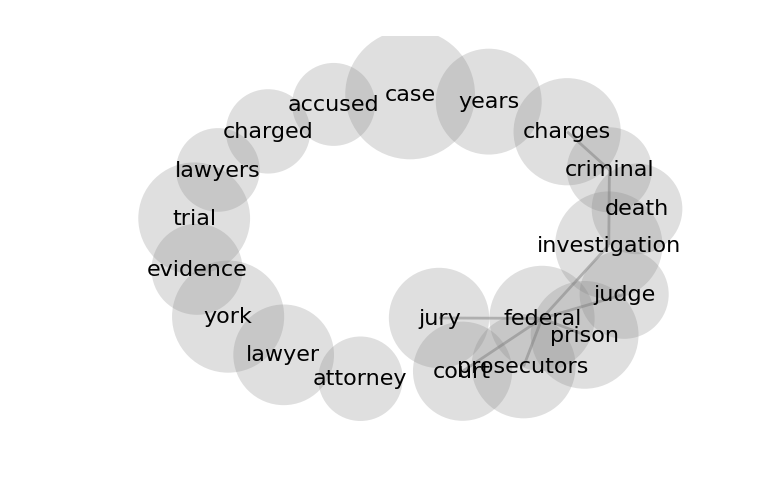 case
years
accused
charged
charges
lawyers
criminal
death
trial
investigation
evidence
judge
york
jury
federal
prison
lawyer
prosecutors
court
attorney